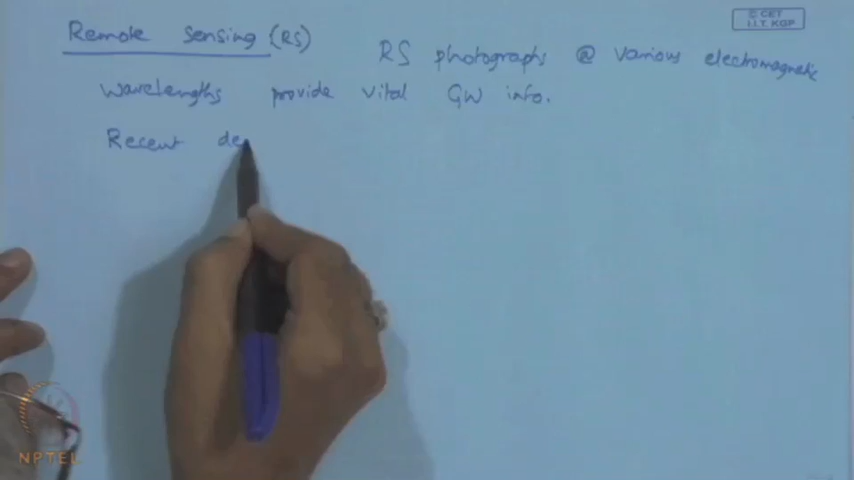 © CET
I.I.T. KGP
Remote Sensing (RS)
RS photographs @ various electromagnetic
wavelengths provide vital GW info.
Recent de
NPTEL